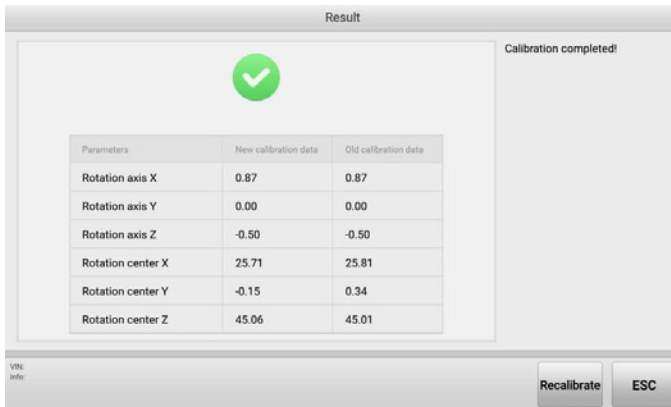 Result
Calibration completed!
Parameters New calibration data Old calibration data
Rotation axis X 0.87 0.87
Rotation axis Y 0.00 0.00
Rotation axis Z -0.50 -0.50
Rotation center X 25.71 25.81
Rotation center Y -0.15 0.34
Rotation center Z 45.06 45.01
VIN:
Info:
Recalibrate ESC